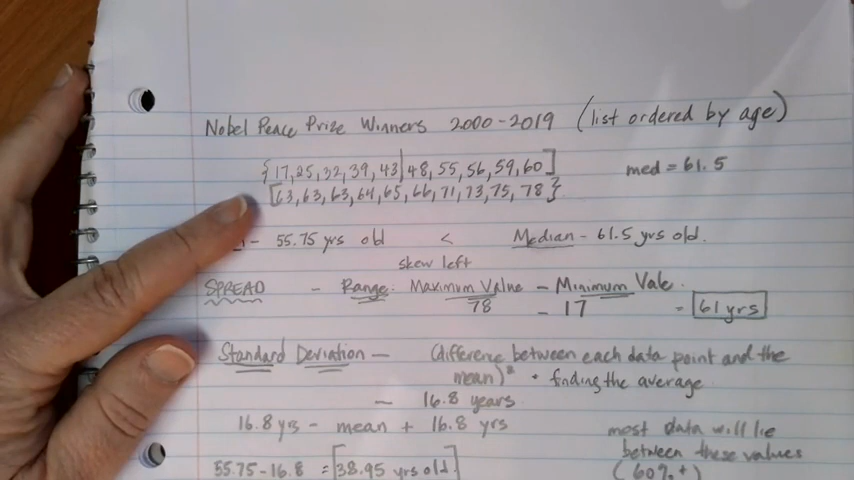 Nobel Peace Prize Winners 2000-2019 (list ordered by age)
{17,25,32,39,43|48,55,56,59,60] med = 61.5
[63,63,63,64,65,66,71,73,75,78}
- 55.75 yrs old < Median - 61.5 yrs old.
skew left
SPREAD - Range: Maximum Value - Minimum Vale.
78 - 17 = 61 yrs
Standard Deviation - (difference between each data point and the
mean)² • finding the average
- 16.8 years
16.8 yrs - mean + 16.8 yrs most data will lie
between these values
55.75-16.8 = [38.95 yrs old] (60%+)